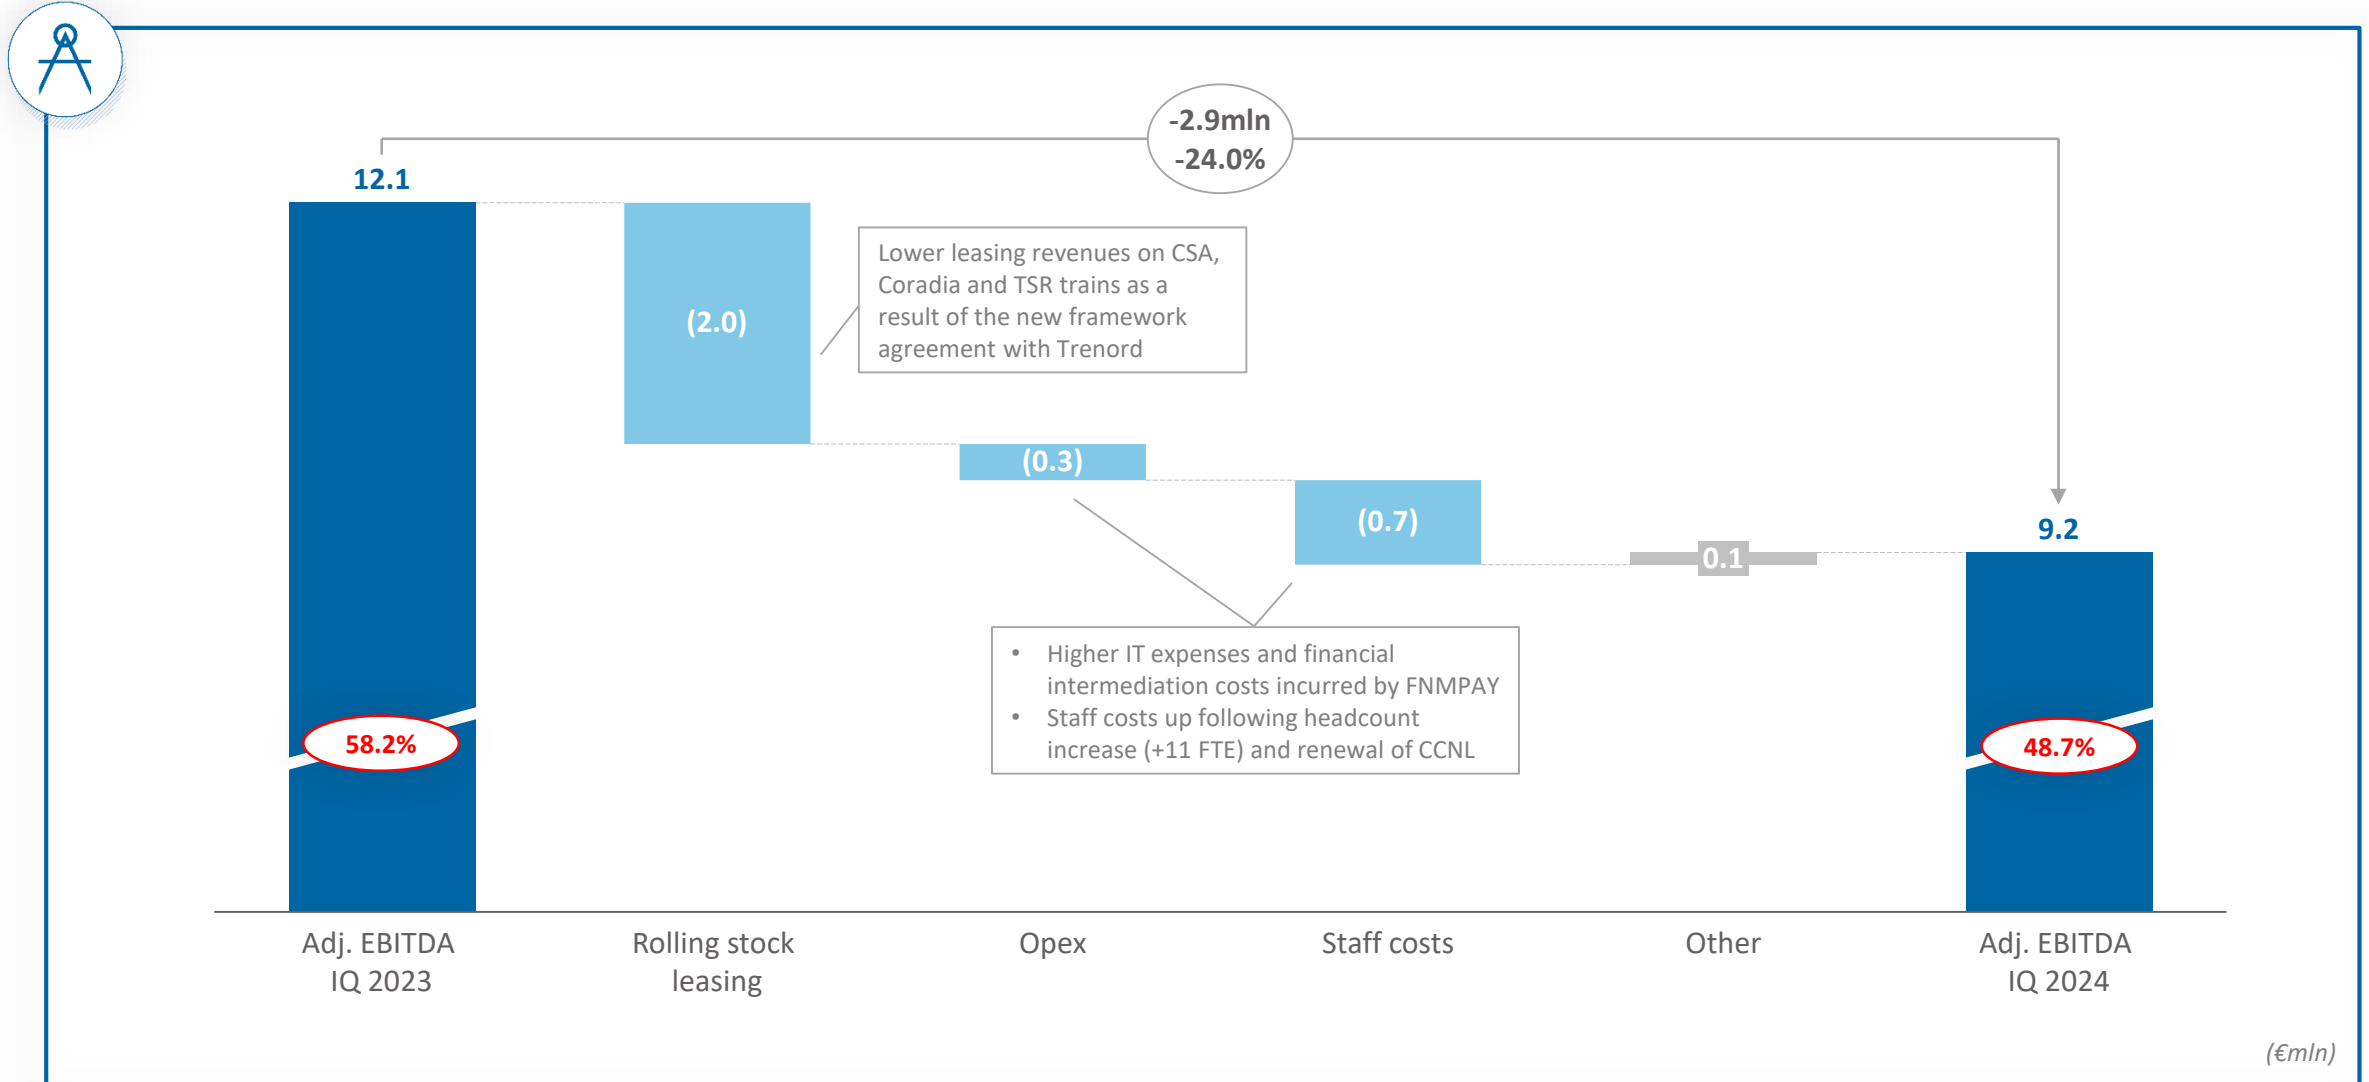 -2.9mln
-24.0%
12.1
Lower leasing revenues on CSA,
Coradia and TSR trains as a
result of the new framework
agreement with Trenord
(2.0)
(0.3)
(0.7)
0.1
9.2
• Higher IT expenses and financial
intermediation costs incurred by FNMPAY
• Staff costs up following headcount
increase (+11 FTE) and renewal of CCNL
58.2%
48.7%
Adj. EBITDA
IQ 2023
Rolling stock
leasing
Opex
Staff costs
Other
Adj. EBITDA
IQ 2024
(€mln)